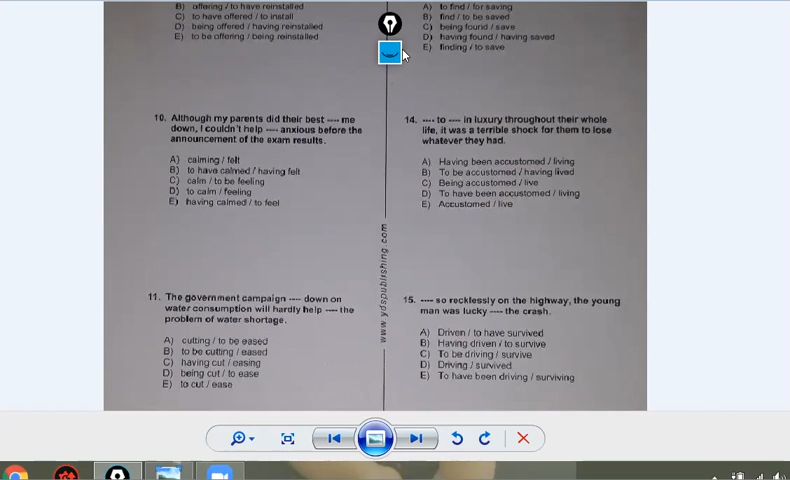 B) offering / to have reinstalled
C) to have offered / to install
D) being offered / having reinstalled
E) to be offering / being reinstalled
10. Although my parents did their best ---- me
down, I couldn't help ---- anxious before the
announcement of the exam results.
A) calming / felt
B) to have calmed / having felt
C) calm / to be feeling
D) to calm / feeling
E) having calmed / to feel
11. The government campaign ---- down on
water consumption will hardly help ---- the
problem of water shortage.
A) cutting / to be eased
B) to be cutting / eased
C) having cut / easing
D) being cut / to ease
E) to cut / ease
www.ydspublishing.com
A) to find / for saving
B) find / to be saved
C) being found / save
D) having found / having saved
E) finding / to save
14. ---- to ---- in luxury throughout their whole
life, it was a terrible shock for them to lose
whatever they had.
A) Having been accustomed / living
B) To be accustomed / having lived
C) Being accustomed / live
D) To have been accustomed / living
E) Accustomed / live
15. ---- so recklessly on the highway, the young
man was lucky ---- the crash.
A) Driven / to have survived
B) Having driven / to survive
C) To be driving / survive
D) Driving / survived
E) To have been driving / surviving